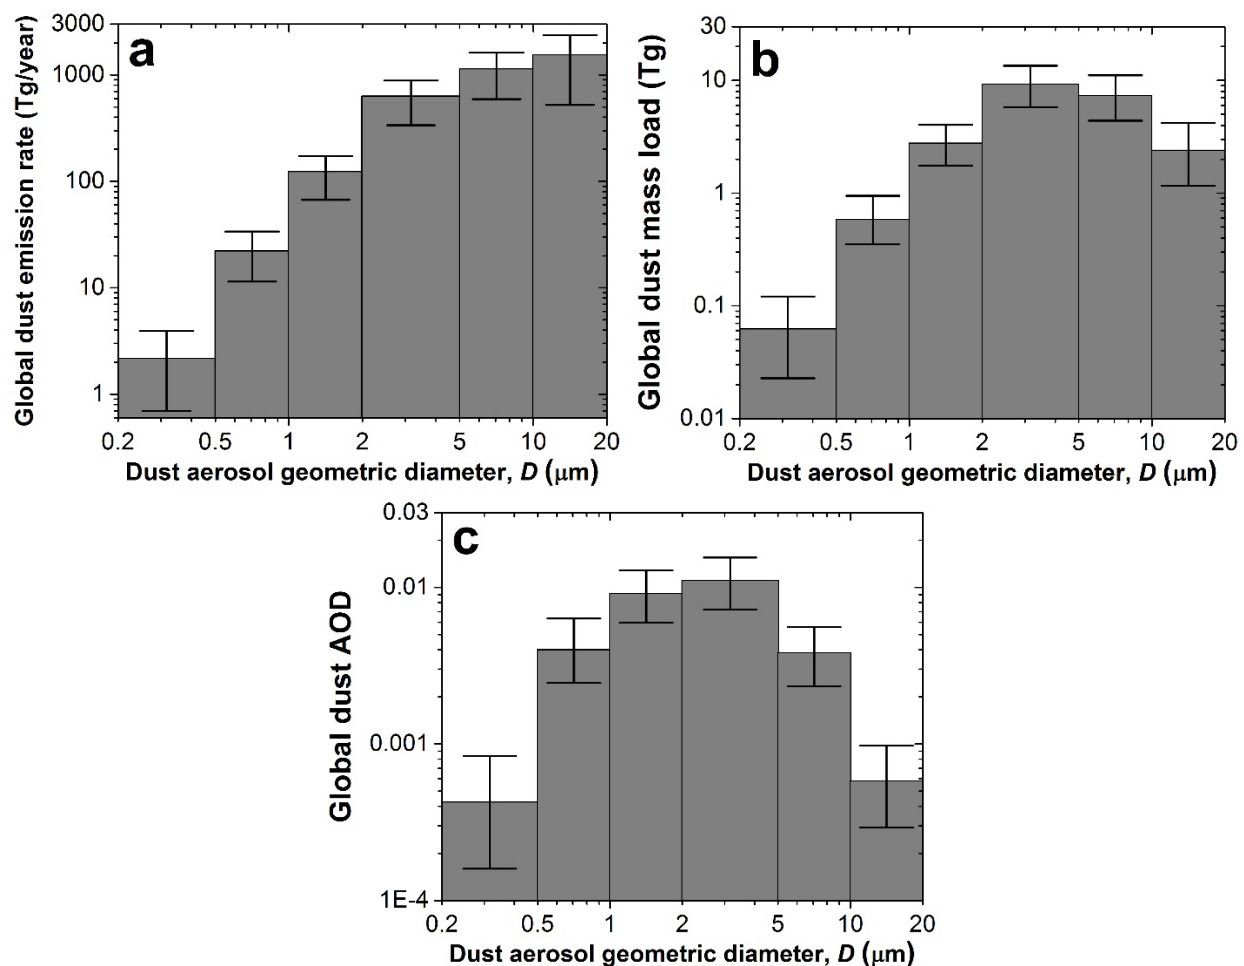 a
Global dust emission rate (Tg/year)
3000
1000
100
10
1
0.2 0.5 1 2 5 10 20
Dust aerosol geometric diameter, D (μm)
b
Global dust mass load (Tg)
30
10
1
0.1
0.01
0.2 0.5 1 2 5 10 20
Dust aerosol geometric diameter, D (μm)
c
Global dust AOD
0.03
0.01
0.001
1E-4
0.2 0.5 1 2 5 10 20
Dust aerosol geometric diameter, D (μm)